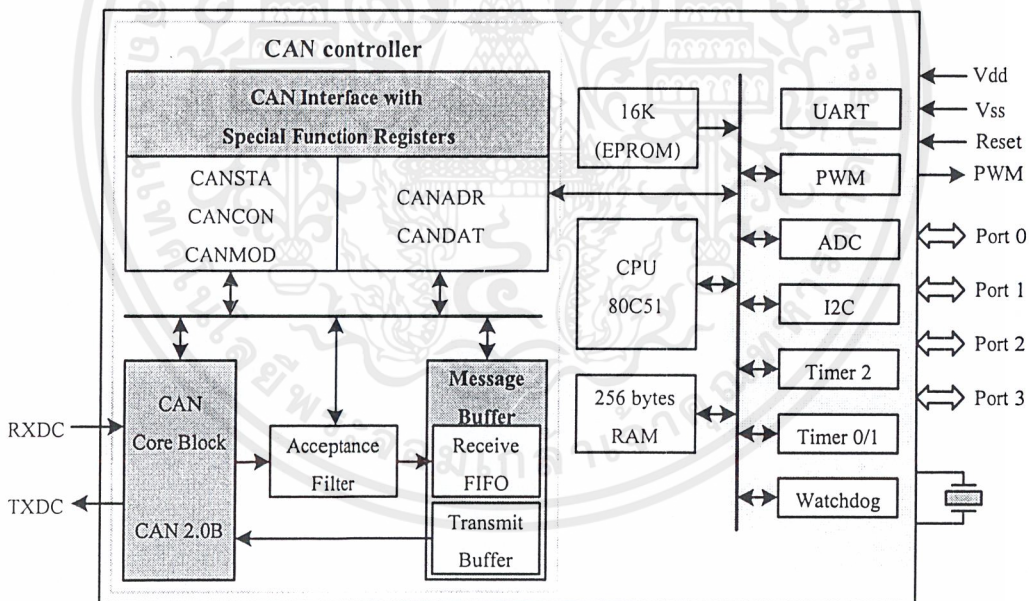 CAN controller
CAN Interface with
Special Function Registers
CANSTA
CANCON
CANMOD
CANADR
CANDAT
CAN
Core Block
CAN 2.0B
Acceptance
Filter
Message
Buffer
Receive
FIFO
Transmit
Buffer
RXDC
TXDC
16K
(EPROM)
CPU
80C51
256 bytes
RAM
UART
PWM
ADC
I2C
Timer 2
Timer 0/1
Watchdog
Vdd
Vss
Reset
PWM
Port 0
Port 1
Port 2
Port 3